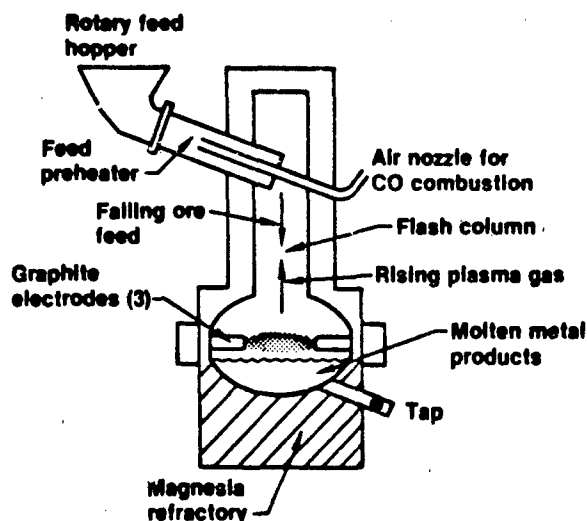 Rotary feed
hopper
Feed
preheater
Air nozzle for
CO combustion
Falling ore
feed
Flash column
Graphite
electrodes (3)
Rising plasma gas
Molten metal
products
Tap
Magnesia
refractory